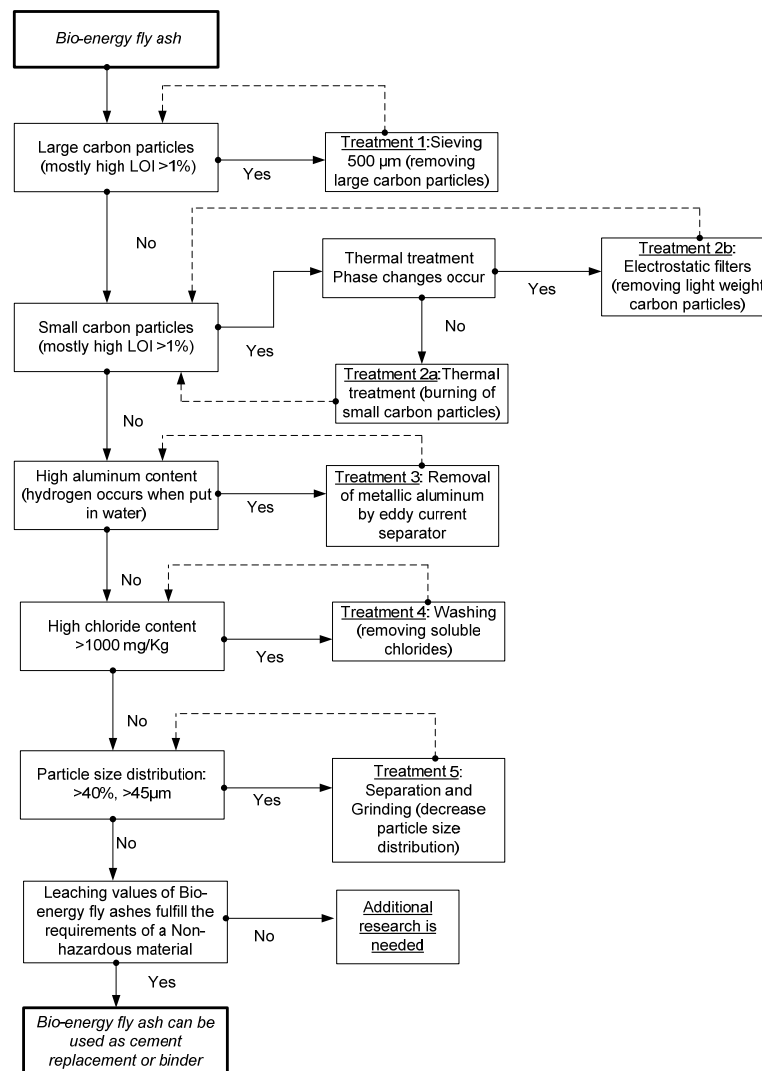 Bio-energy fly ash
Large carbon particles
(mostly high LOI >1%)
Yes
Treatment 1:Sieving
500 µm (removing
large carbon particles)
No
Thermal treatment
Phase changes occur
Yes
Treatment 2b:
Electrostatic filters
(removing light weight
carbon particles)
Small carbon particles
(mostly high LOI >1%)
Yes
No
Treatment 2a:Thermal
treatment (burning of
small carbon particles)
No
High aluminum content
(hydrogen occurs when put
in water)
Yes
Treatment 3: Removal
of metallic aluminum
by eddy current
separator
No
High chloride content
>1000 mg/Kg
Yes
Treatment 4: Washing
(removing soluble
chlorides)
No
Particle size distribution:
>40%, >45µm
Yes
Treatment 5:
Separation and
Grinding (decrease
particle size
distribution)
No
Leaching values of Bio-
energy fly ashes fulfill the
requirements of a Non-
hazardous material
No
Additional
research is
needed
Yes
Bio-energy fly ash can be
used as cement
replacement or binder